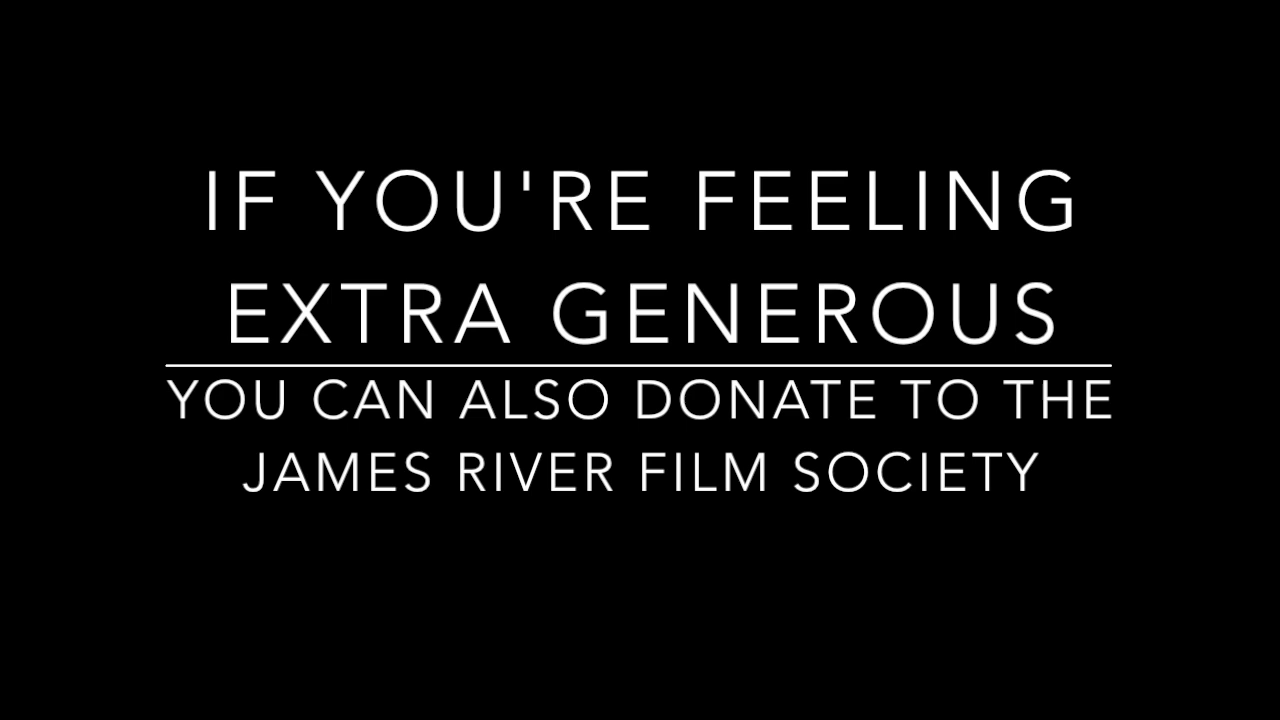 IF YOU'RE FEELING
EXTRA GENEROUS
YOU CAN ALSO DONATE TO THE
JAMES RIVER FILM SOCIETY